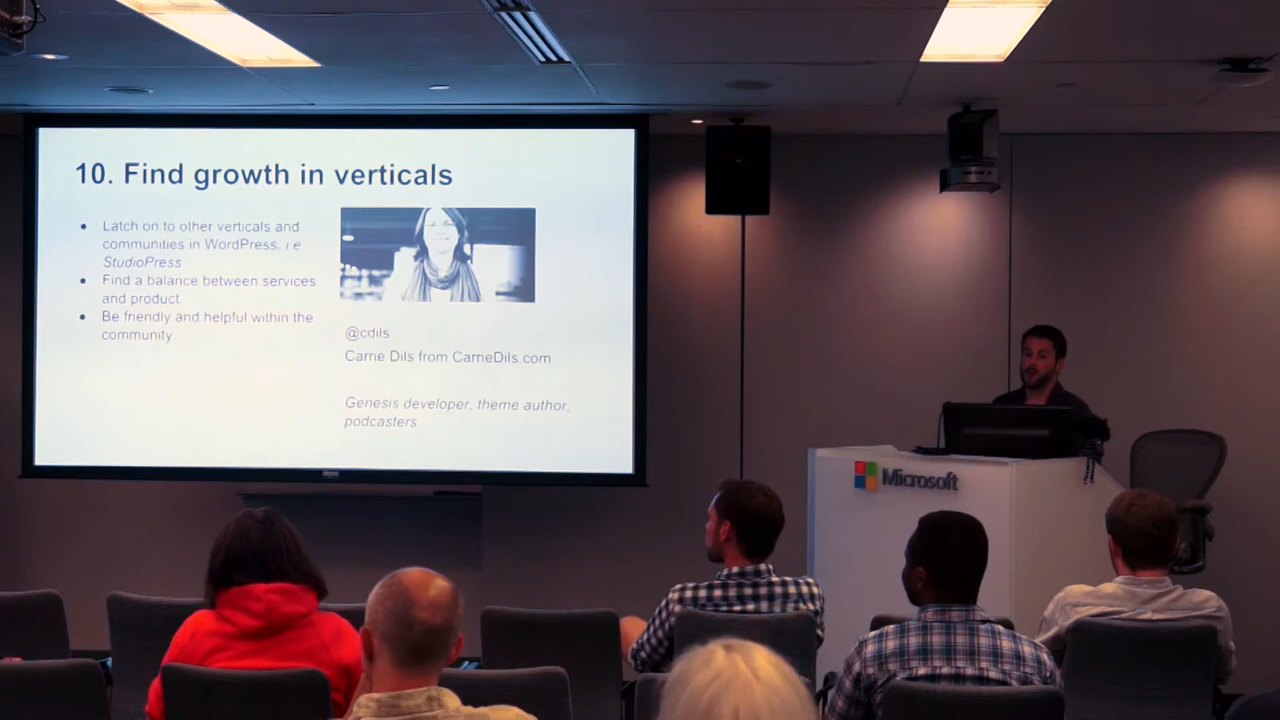 10. Find growth in verticals
Latch on to other verticals and
communities in WordPress. i.e.
StudioPress
Find a balance between services
and product
Be friendly and helpful within the
community.
@cdils
Carrie Dils from CarrieDils.com
Genesis developer, theme author,
podcasters
Microsoft